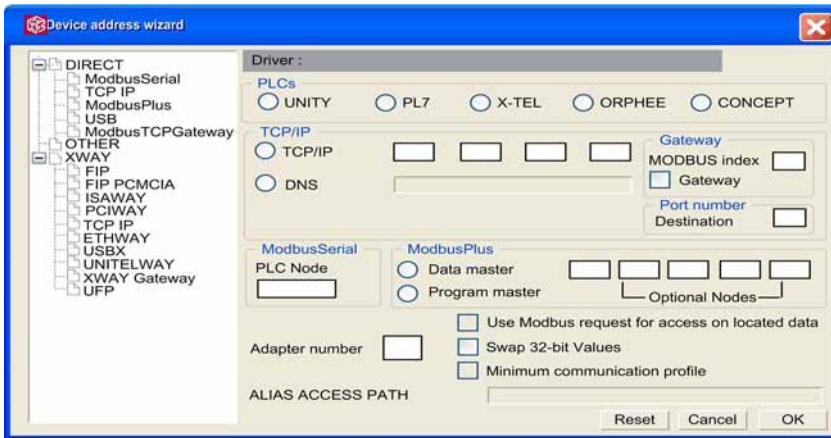 Device address wizard
DIRECT
ModbusSerial
TCP IP
ModbusPlus
USB
ModbusTCPGateway
OTHER
XWAY
FIP
FIP PCMCIA
ISAWAY
PCIWAY
TCP IP
ETHWAY
USBX
UNITELWAY
XWAY Gateway
UFP
Driver :
PLCs
UNITY PL7 X-TEL ORPHEE CONCEPT
TCP/IP
TCP/IP
DNS
Gateway
MODBUS index
Gateway
Port number
Destination
ModbusSerial
PLC Node
ModbusPlus
Data master
Program master
Optional Nodes
Adapter number
Use Modbus request for access on located data
Swap 32-bit Values
Minimum communication profile
ALIAS ACCESS PATH
Reset Cancel OK